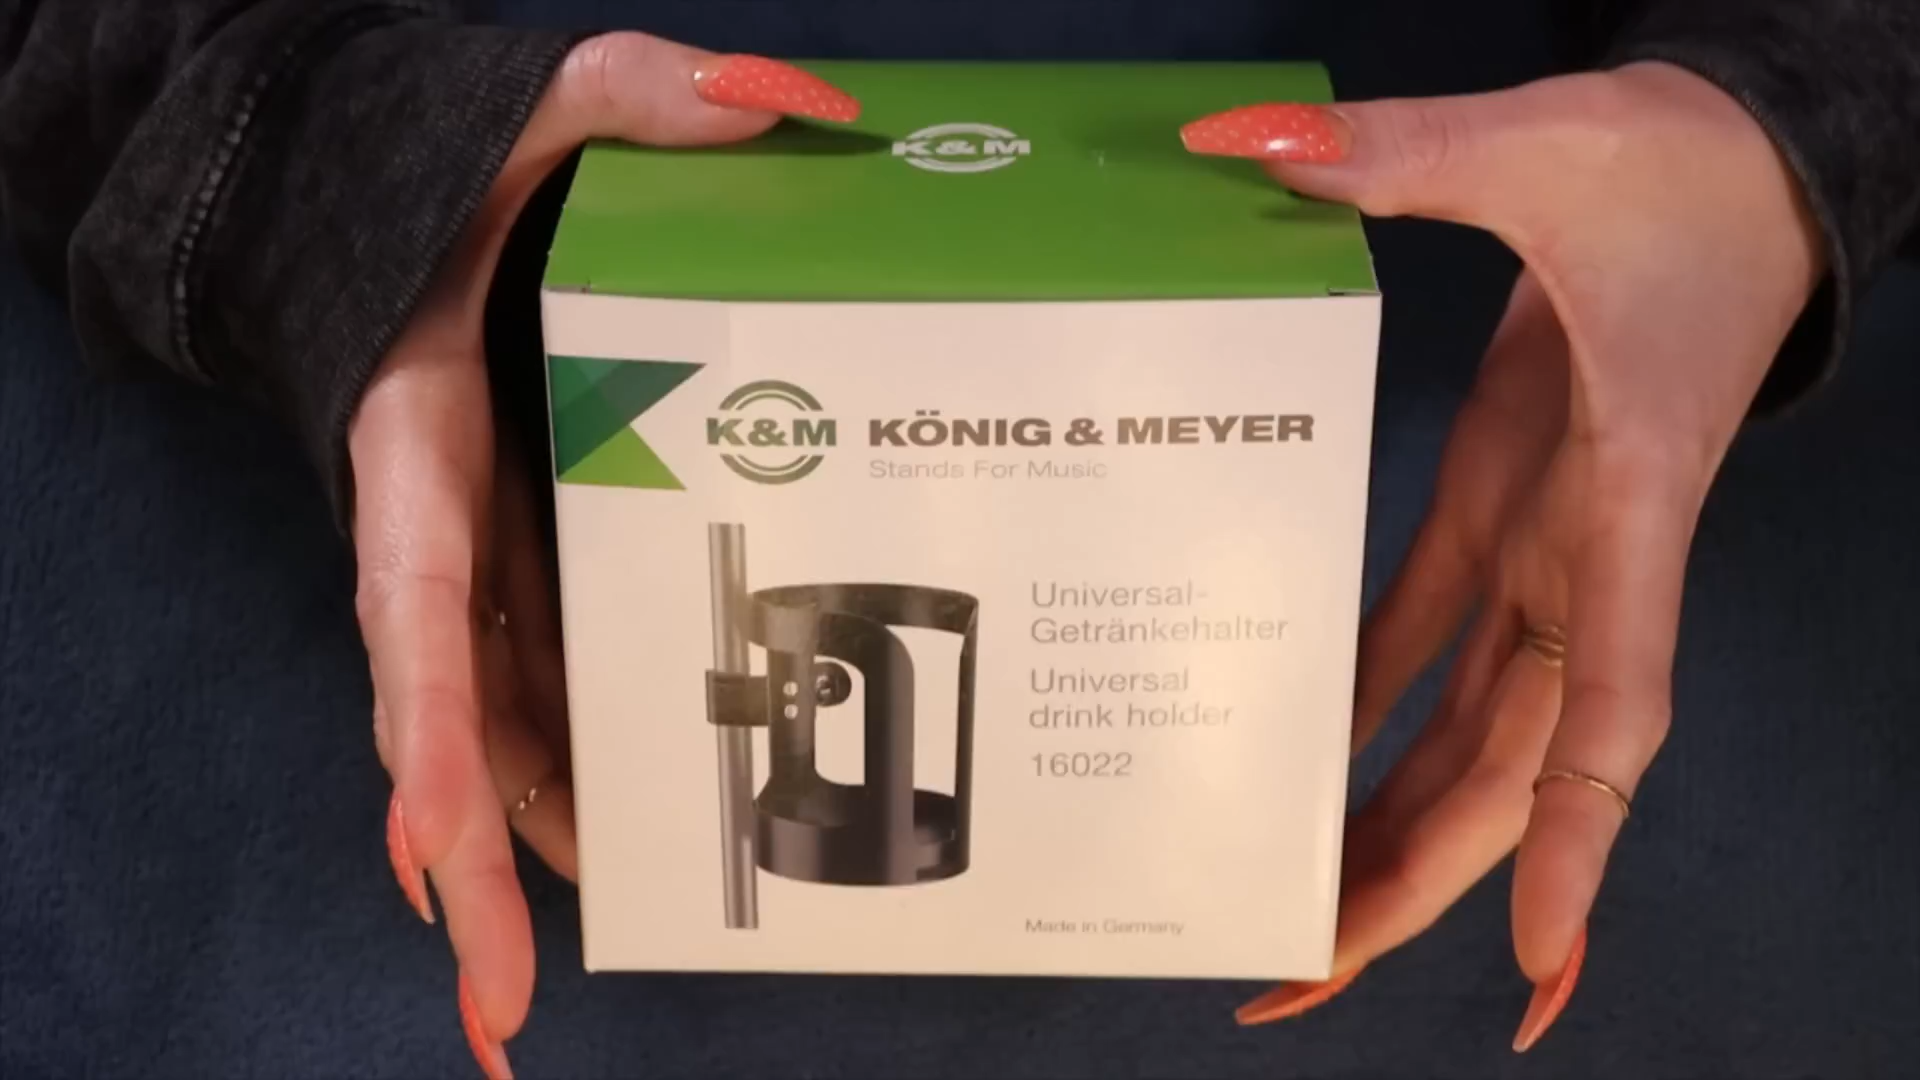 K&M
K&M KÖNIG & MEYER
Stands For Music
Universal-
Getränkehalter
Universal
drink holder
16022
Made in Germany